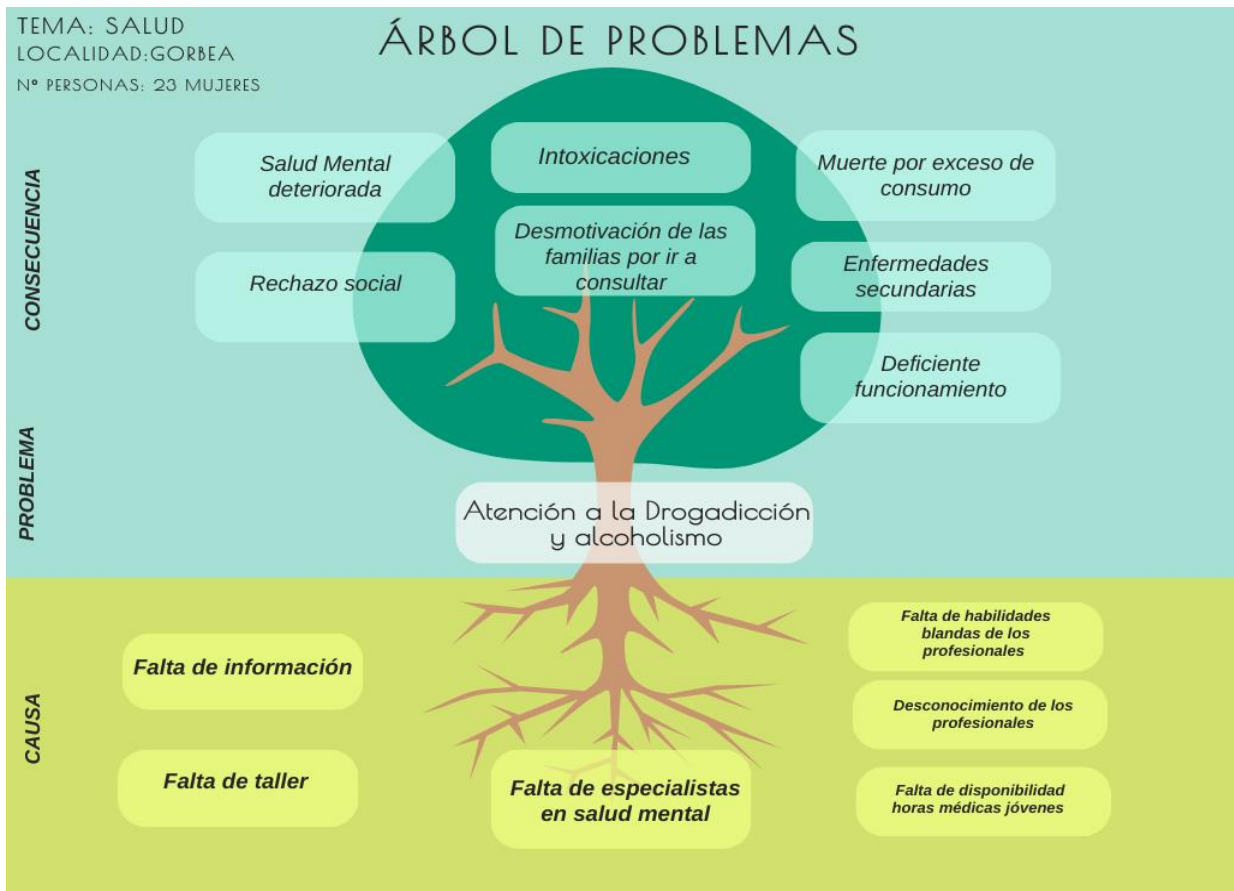 TEMA: SALUD
LOCALIDAD:GORBEA
Nº PERSONAS: 23 MUJERES
ÁRBOL DE PROBLEMAS
CONSECUENCIA
Salud Mental
deteriorada
Intoxicaciones
Muerte por exceso de
consumo
Rechazo social
Desmotivación de las
familias por ir a
consultar
Enfermedades
secundarias
Deficiente
funcionamiento
PROBLEMA
Atención a la Drogadicción
y alcoholismo
CAUSA
Falta de información
Falta de taller
Falta de especialistas
en salud mental
Falta de habilidades
blandas de los
profesionales
Desconocimiento de los
profesionales
Falta de disponibilidad
horas médicas jóvenes